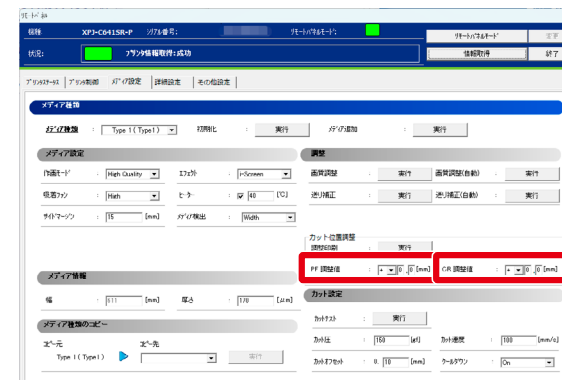 リモートパネル
機種 XPJ-C641SR-P シリアル番号: リモートパネルモード:
リモートパネルモード 変更
状況: プリンタ情報取得:成功
情報取得 終了
プリンタステータス プリンタ制御 メディア設定 詳細設定 その他設定
メディア種類
メディア種類 : Type 1 ( Type1 ) 初期化 : 実行 メディア追加 : 実行
メディア設定
作画モード : High Quality エフェクト : i-Screen
吸着ファン : High ヒーター : 40 [℃]
サイドマージン : 15 [mm] メディア検出 : Width
調整
画質調整 : 実行 画質調整(自動) : 実行
送り補正 : 実行 送り補正(自動) : 実行
カット位置調整
調整印刷 : 実行
PF 調整値 : + 0 .0 [mm] CR 調整値 : + 0 .0 [mm]
メディア情報
幅 : 611 [mm] 厚さ : 170 [μm]
メディア種類のコピー
コピー元 コピー先
Type 1 ( Type1 ) 実行
カット設定
カットテスト : 実行
カット圧 : 150 [gf] カット速度 : 100 [mm/s]
カットオフセット : 0. 10 [mm] クールダウン : On